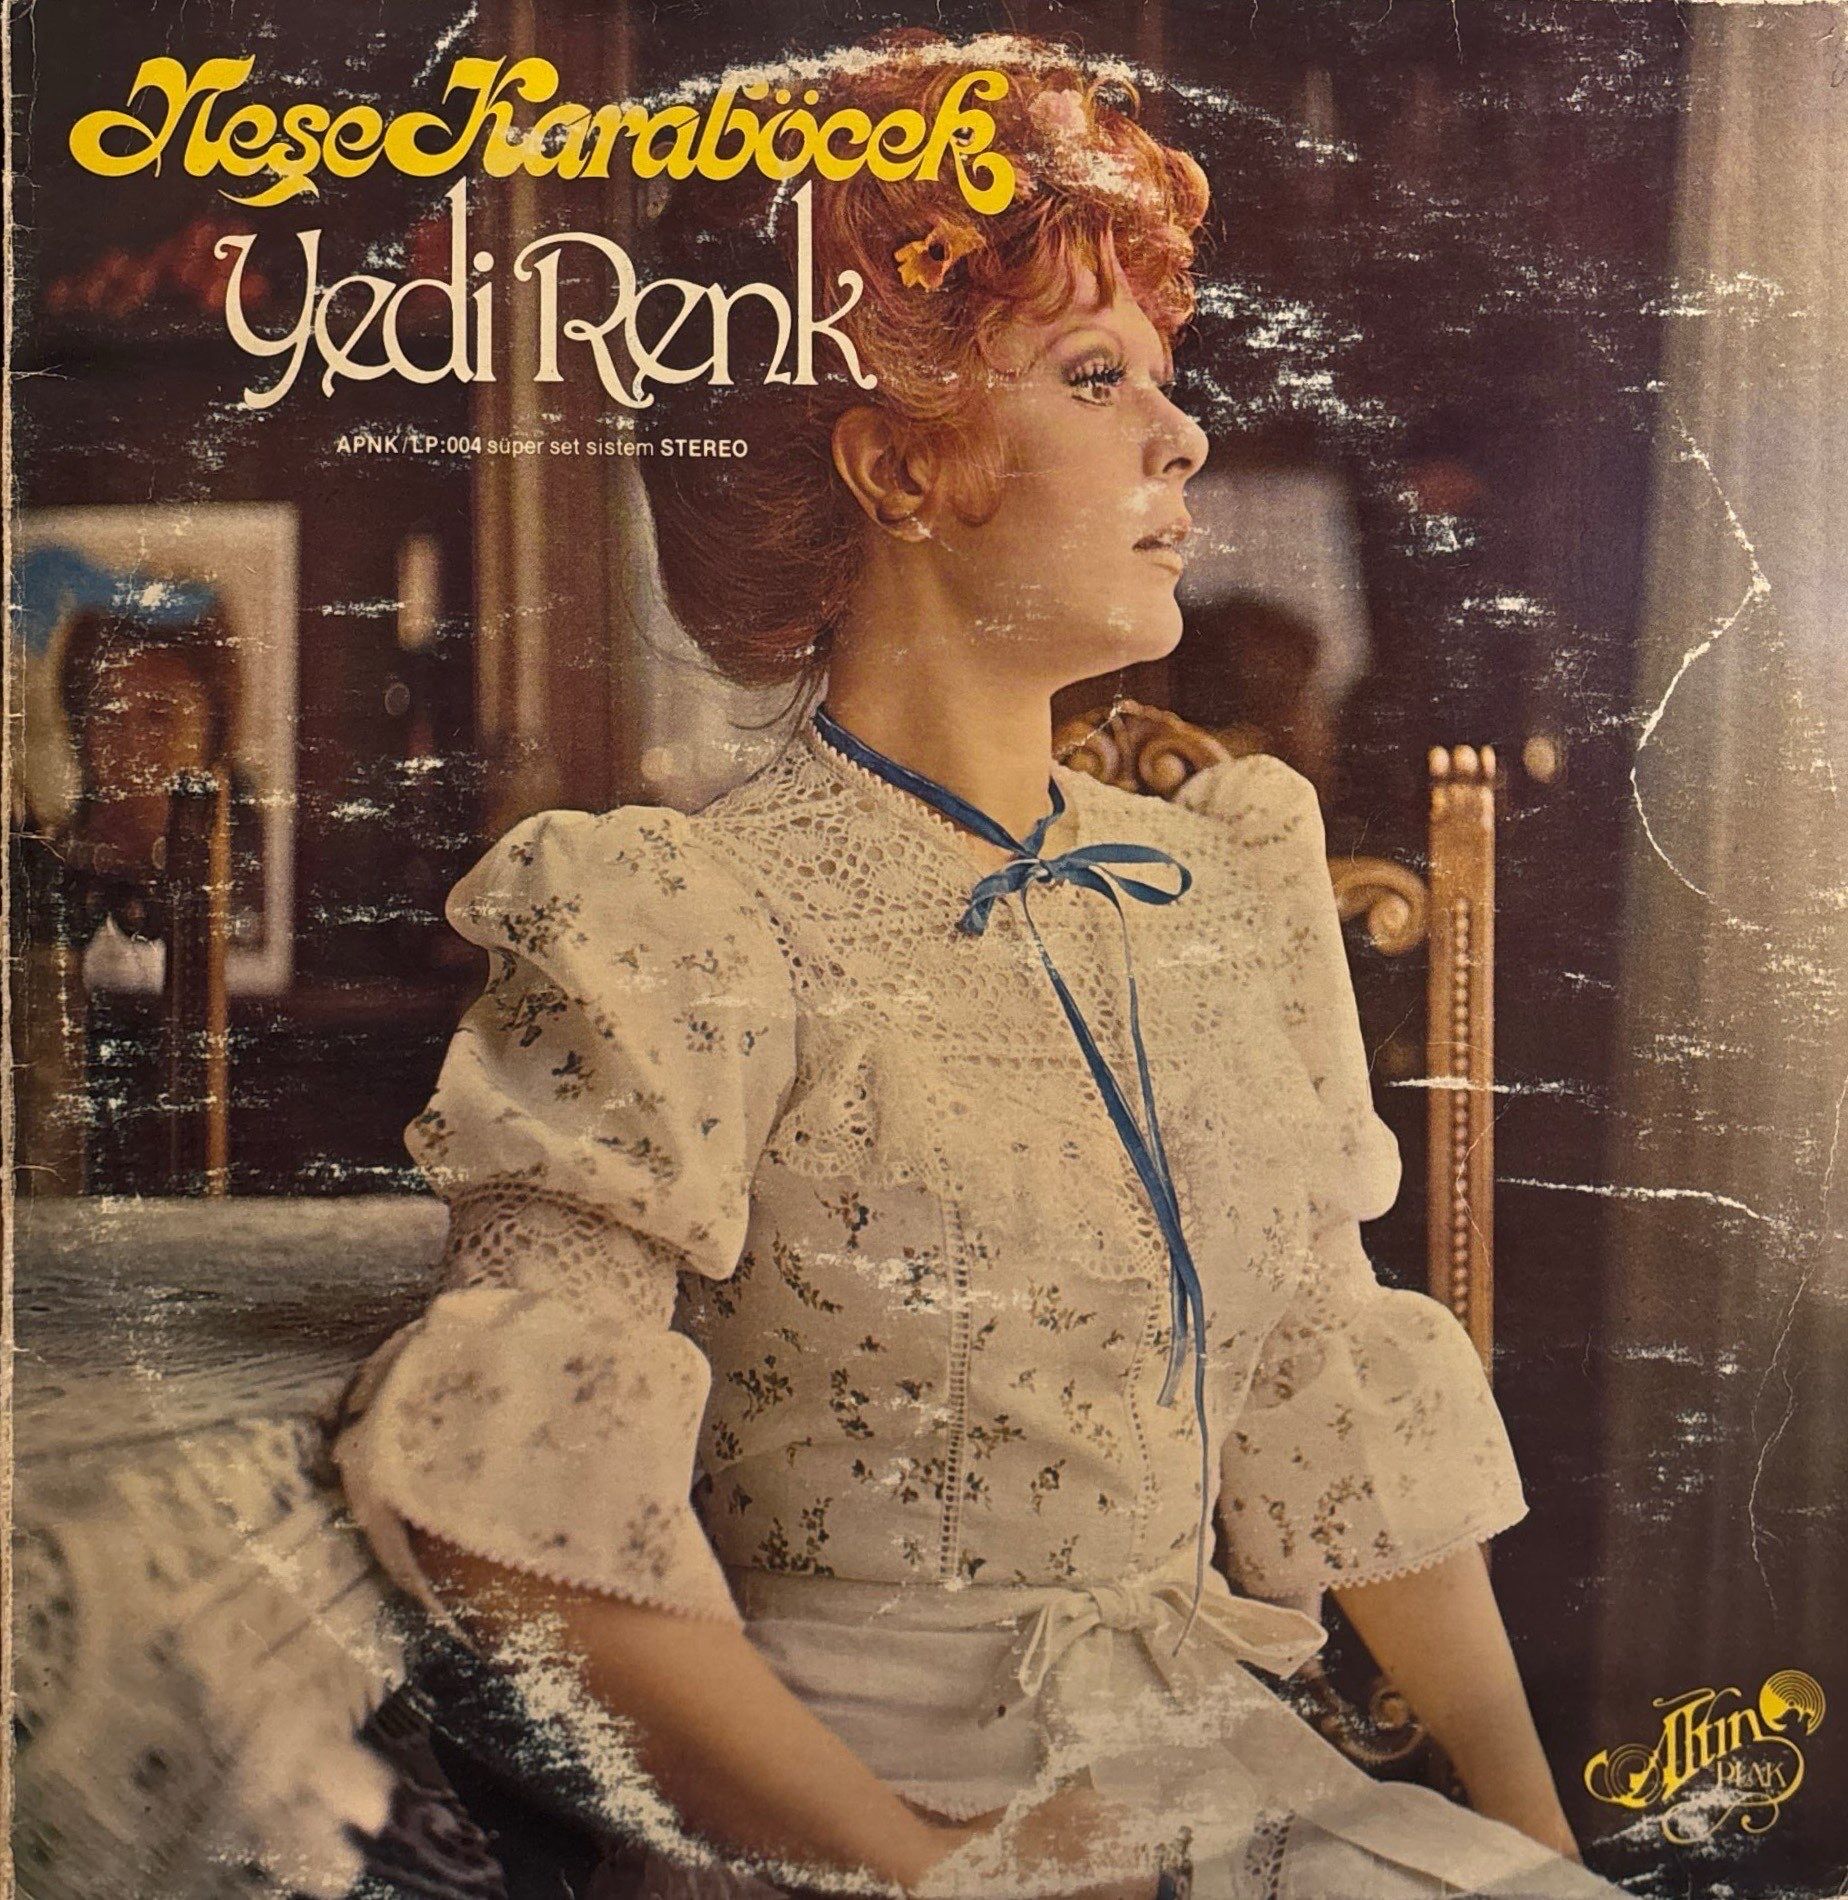 Neşe Karaböcek
Yedi Renk
APNK/LP:004 süper set sistem STEREO
Altın
PLAK